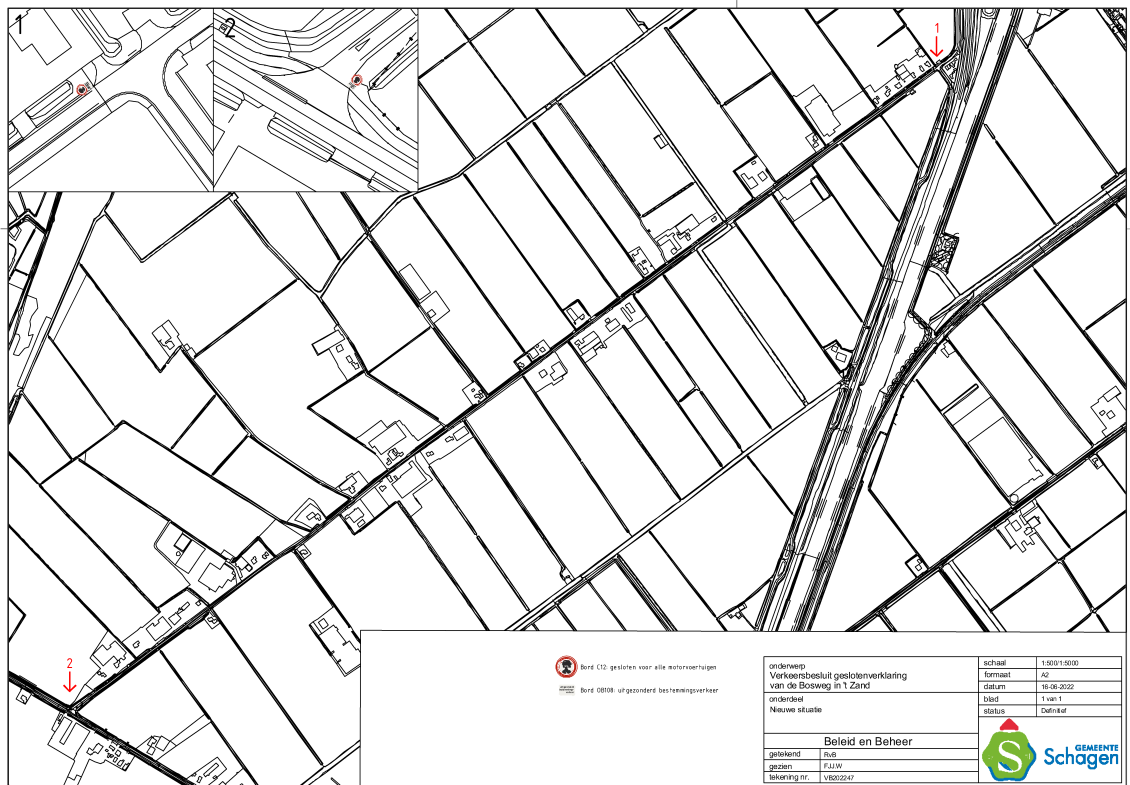 1
2
1
2
Bord C12: gesloten voor alle motorvoertuigen
Bord OB108: uitgezonderd bestemmingsverkeer
onderwerp
Verkeersbesluit geslotenverklaring
van de Bosweg in 't Zand
onderdeel
Nieuwe situatie
Beleid en Beheer
getekend RvB
gezien F.J.J.W
tekening nr. VB202247
schaal 1:500/1:5000
formaat A2
datum 16-06-2022
blad 1 van 1
status Definitief
GEMEENTE
Schagen